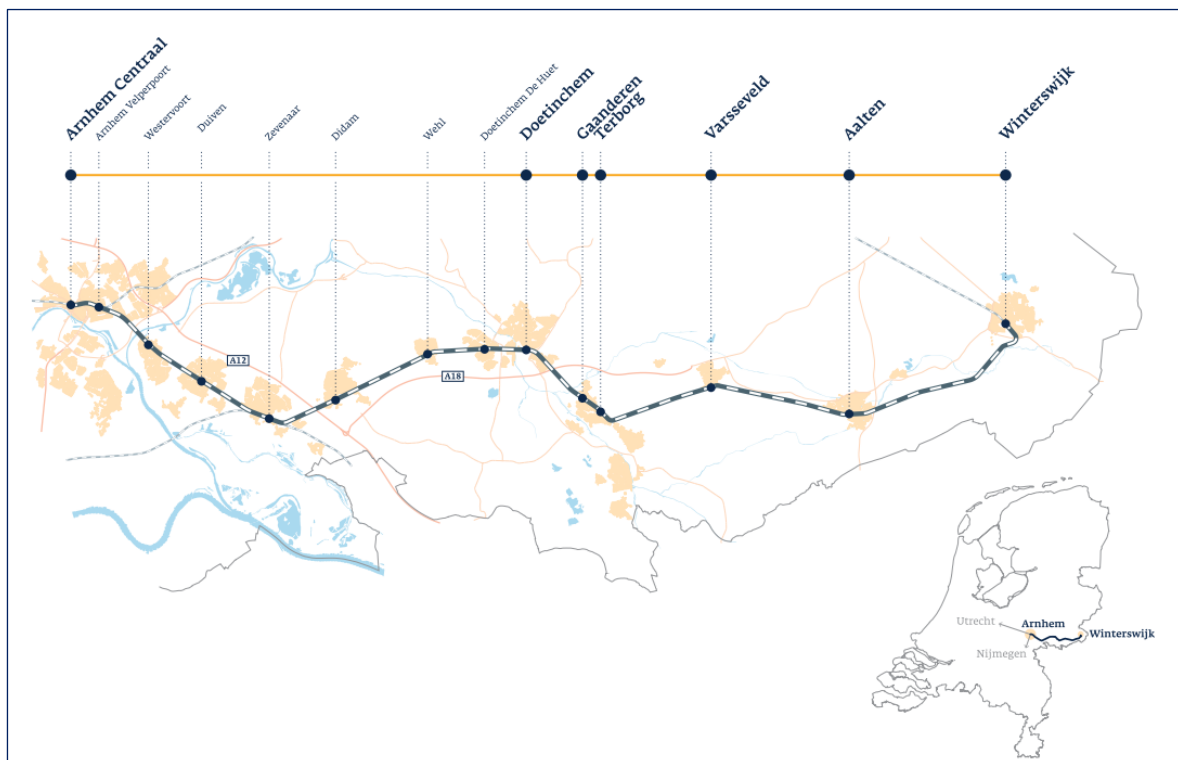 Arnhem Centraal
Arnhem Velperpoort
Westervoort
Duiven
Zevenaar
Didam
Wehl
Doetinchem De Huet
Doetinchem
Gaanderen
Terborg
Varsseveld
Aalten
Winterswijk
A12
A18
Utrecht
Arnhem
Winterswijk
Nijmegen